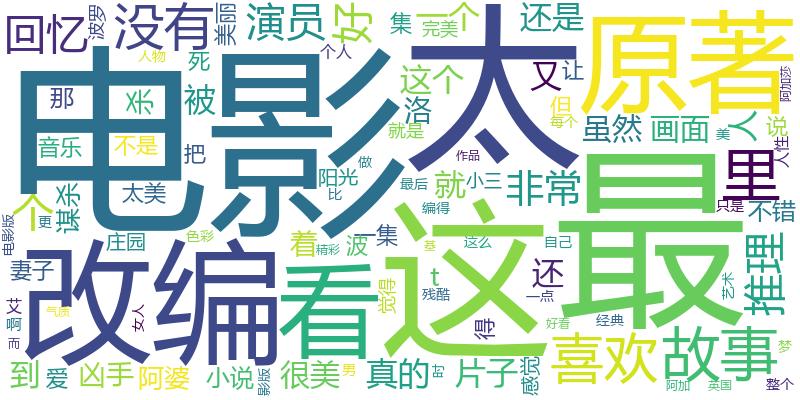 回忆
没有
波罗
美丽
演员
好
集
一个
完美
还是
原著
电影
太
人物
死
个人
那
杀
被
这个
洛
又
让
但
每个
阿加莎
音乐
不是
把
就是
虽然
画面
人
说
美
人性
谋杀
太美
阳光
做
比
最后
作品
就
小三
非常
里
只是
不错
个
更
电影版
庄园
色彩
着
精彩
波
一集
编得
基
这么
这
最
自己
推理
妻子
改编
看
觉得
t
残酷
还
一点
艺术
艾
啊
而
气质
女人
得
好看
经典
喜欢
故事
梦
到
爱
凶手
阿婆
小说
影版
很美
男
真的
时
片子
感觉
阿加
英国
整个